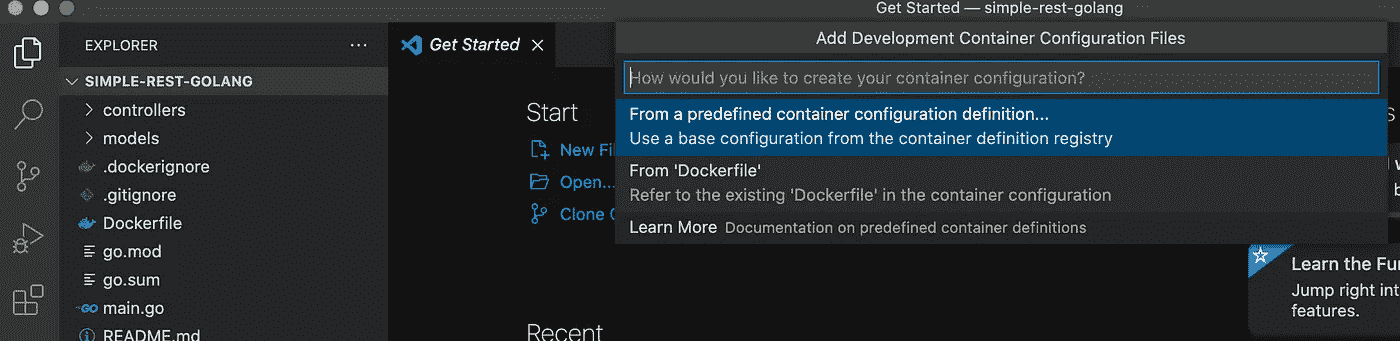 Get Started — simple-rest-golang
EXPLORER
SIMPLE-REST-GOLANG
controllers
models
.dockerignore
.gitignore
Dockerfile
go.mod
go.sum
main.go
README.md
Get Started
Start
New Fi
Open...
Clone
Recent
Add Development Container Configuration Files
How would you like to create your container configuration?
From a predefined container configuration definition...
Use a base configuration from the container definition registry
From 'Dockerfile'
Refer to the existing 'Dockerfile' in the container configuration
Learn More Documentation on predefined container definitions
Learn the Fu
Jump right int
features.